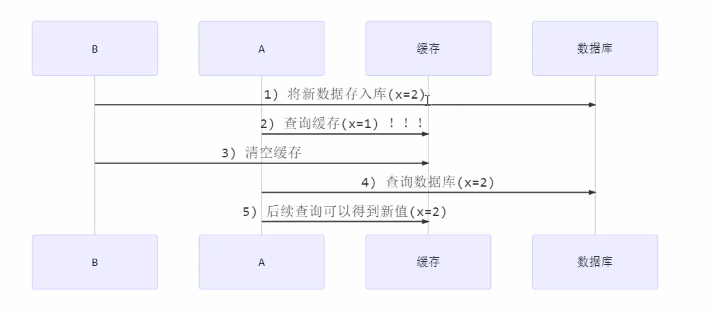 B
A
缓存
数据库
1) 将新数据存入库(x=2)
2) 查询缓存(x=1) ！！！
3) 清空缓存
4) 查询数据库(x=2)
5) 后续查询可以得到新值(x=2)
B
A
缓存
数据库